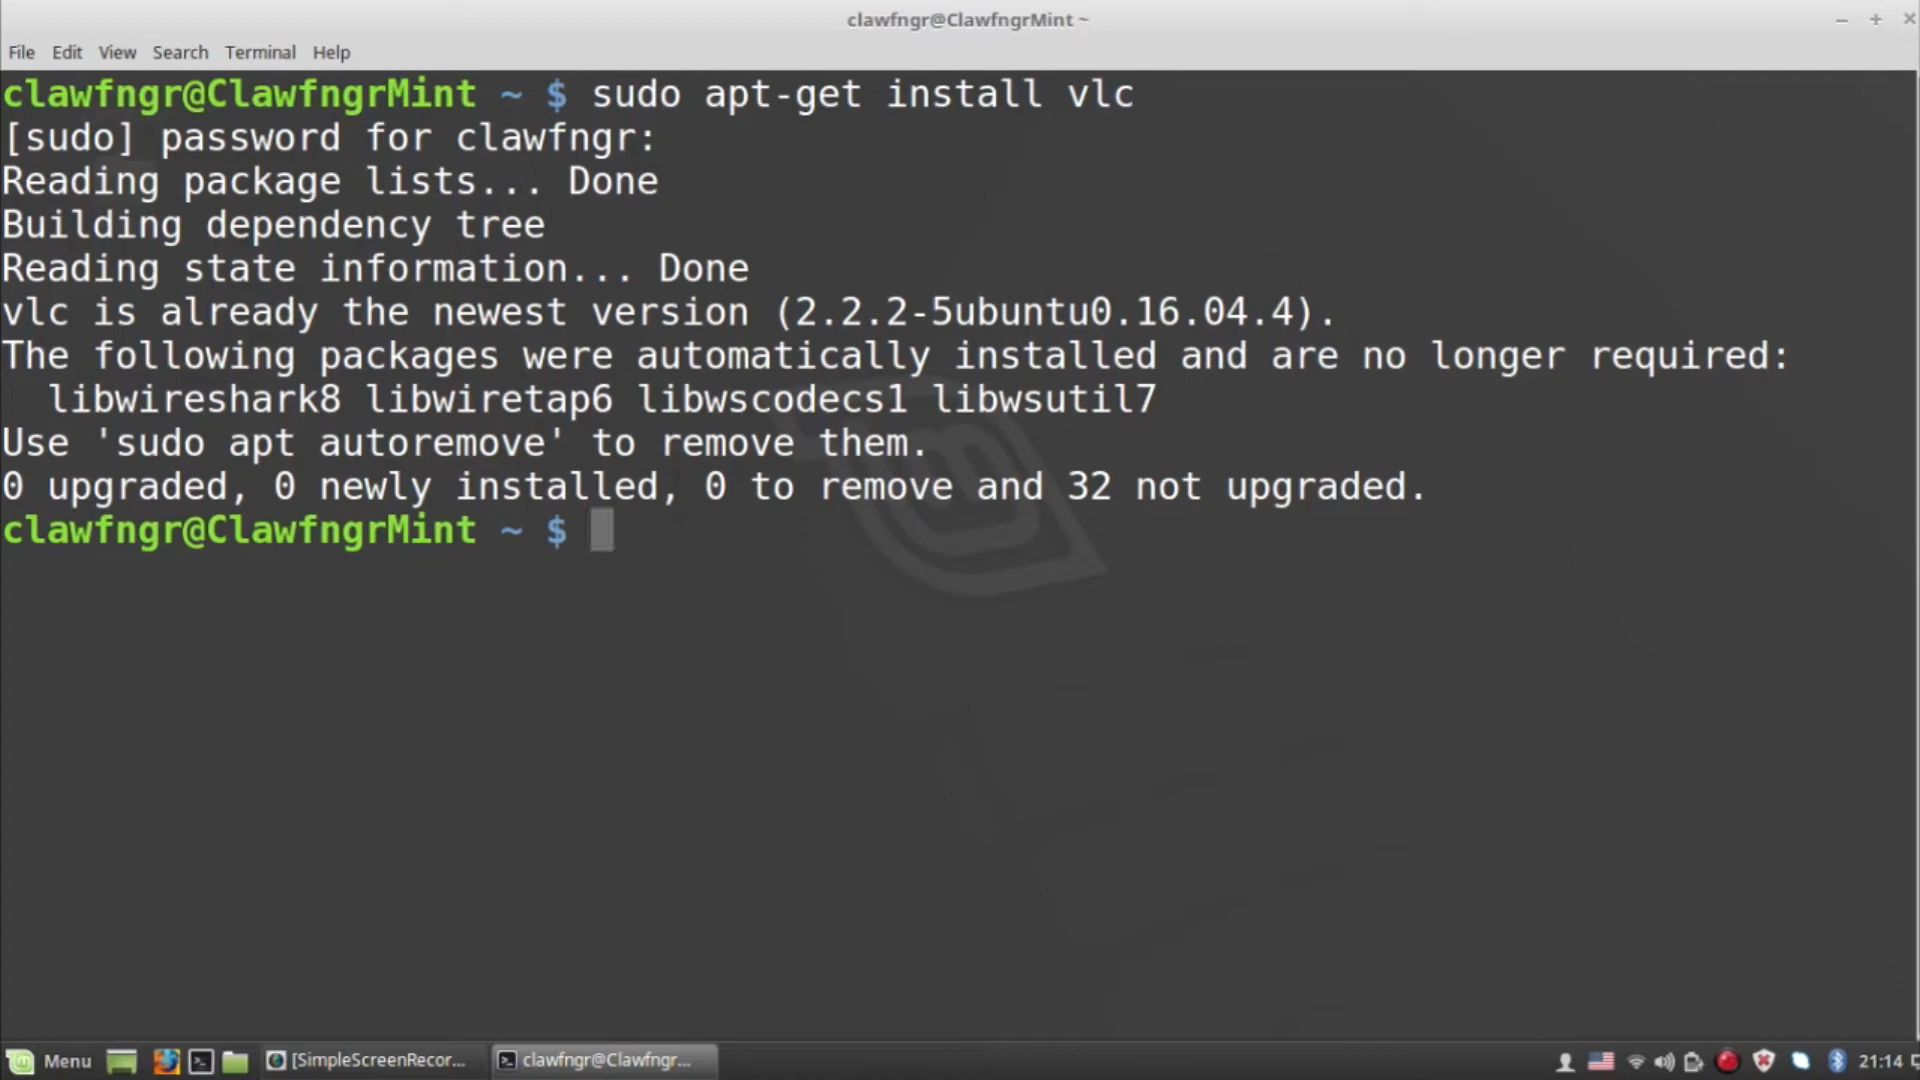 clawfngr@ClawfngrMint ~
File Edit View Search Terminal Help
clawfngr@ClawfngrMint ~ $ sudo apt-get install vlc
[sudo] password for clawfngr:
Reading package lists... Done
Building dependency tree
Reading state information... Done
vlc is already the newest version (2.2.2-5ubuntu0.16.04.4).
The following packages were automatically installed and are no longer required:
  libwireshark8 libwiretap6 libwscodecs1 libwsutil7
Use 'sudo apt autoremove' to remove them.
0 upgraded, 0 newly installed, 0 to remove and 32 not upgraded.
clawfngr@ClawfngrMint ~ $
Menu [SimpleScreenRecor... clawfngr@Clawfngr... 21:14